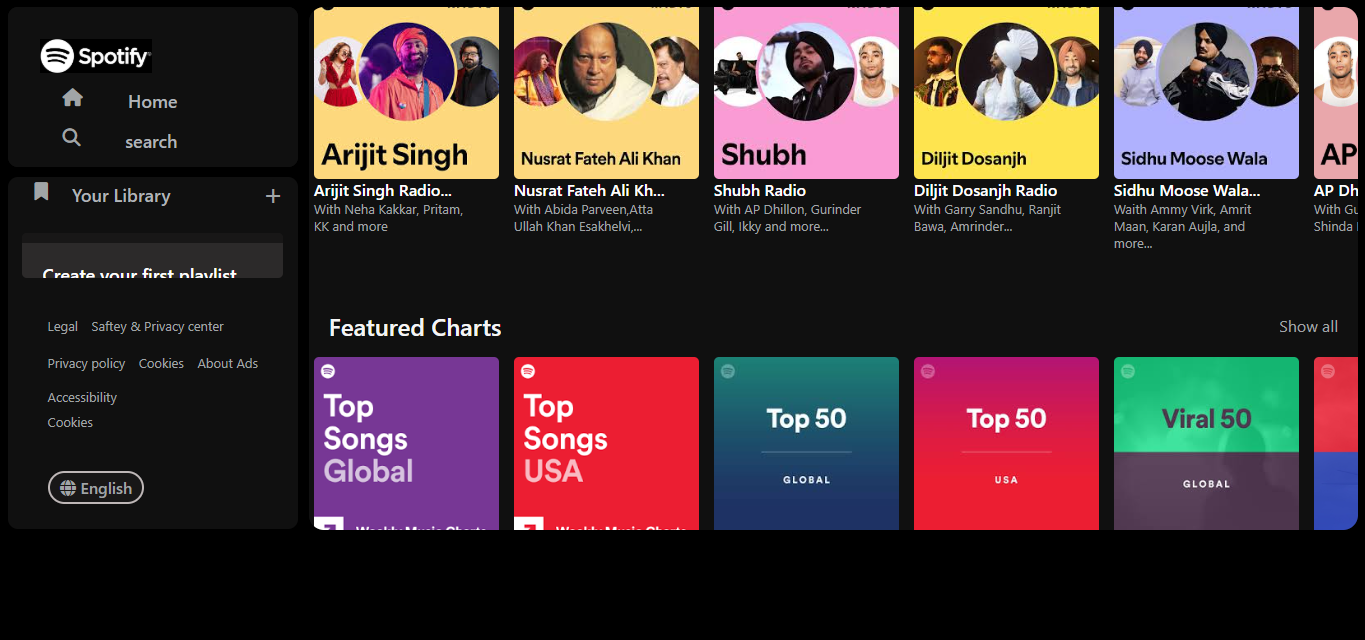 Spotify
Home
search
Your Library
Create your first playlist
Legal Saftey & Privacy center
Privacy policy Cookies About Ads
Accessibility
Cookies
English
Arijit Singh
Arijit Singh Radio...
With Neha Kakkar, Pritam,
KK and more
Nusrat Fateh Ali Khan
Nusrat Fateh Ali Kh...
With Abida Parveen,Atta
Ullah Khan Esakhelvi,...
Shubh
Shubh Radio
With AP Dhillon, Gurinder
Gill, Ikky and more...
Diljit Dosanjh
Diljit Dosanjh Radio
With Garry Sandhu, Ranjit
Bawa, Amrinder...
Sidhu Moose Wala
Sidhu Moose Wala...
Waith Ammy Virk, Amrit
Maan, Karan Aujla, and
more...
AP
AP Dh
With Gu
Shinda
Featured Charts
Show all
Top
Songs
Global
Weekly Music Charts
Top
Songs
USA
Weekly Music Charts
Top 50
GLOBAL
Top 50
USA
Viral 50
GLOBAL